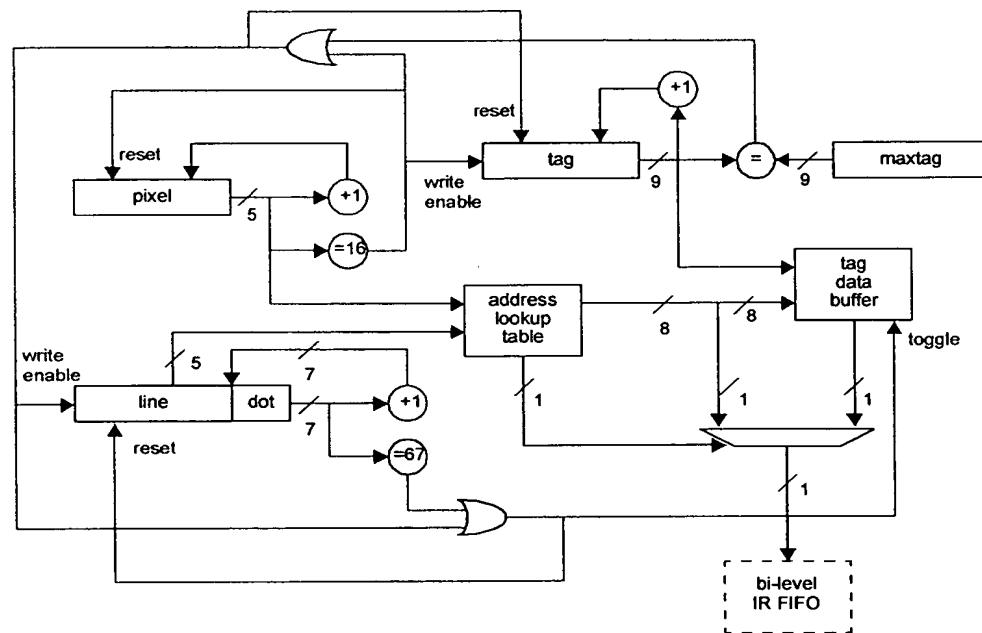 reset
+1
reset
tag
=
maxtag
write
enable
9
9
pixel
5
+1
=16
tag
data
buffer
address
lookup
table
8
8
toggle
write
enable
5
7
line
dot
7
+1
1
1
1
reset
=67
1
bi-level
IR FIFO